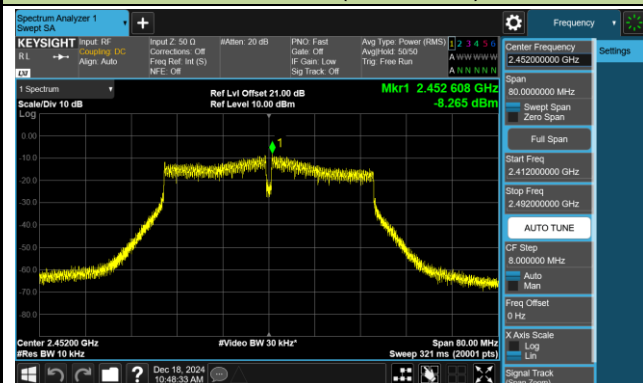 Spectrum Analyzer 1
Swept SA
Frequency
KEYSIGHT
RL
LXI
Input: RF
Coupling: DC
Align: Auto
Input Z: 50 Ω
Corrections: Off
Freq Ref: Int (S)
NFE: Off
#Atten: 20 dB
PNO: Fast
Gate: Off
IF Gain: Low
Sig Track: Off
Avg Type: Power (RMS)
Avg|Hold: 50/50
Trig: Free Run
1 2 3 4 5 6
A W W W W W
A N N N N N
1 Spectrum
Scale/Div 10 dB
Log
Ref Lvl Offset 21.00 dB
Ref Level 10.00 dBm
Mkr1 2.452 608 GHz
-8.265 dBm
1
0.00
-10.0
-20.0
-30.0
-40.0
-50.0
-60.0
-70.0
-80.0
Center 2.45200 GHz
#Res BW 10 kHz
#Video BW 30 kHz*
Span 80.00 MHz
Sweep 321 ms (20001 pts)
Dec 18, 2024
10:48:33 AM
Center Frequency
2.452000000 GHz
Settings
Span
80.0000000 MHz
Swept Span
Zero Span
Full Span
Start Freq
2.412000000 GHz
Stop Freq
2.492000000 GHz
AUTO TUNE
CF Step
8.000000 MHz
Auto
Man
Freq Offset
0 Hz
X Axis Scale
Log
Lin
Signal Track
(Span Zoom)